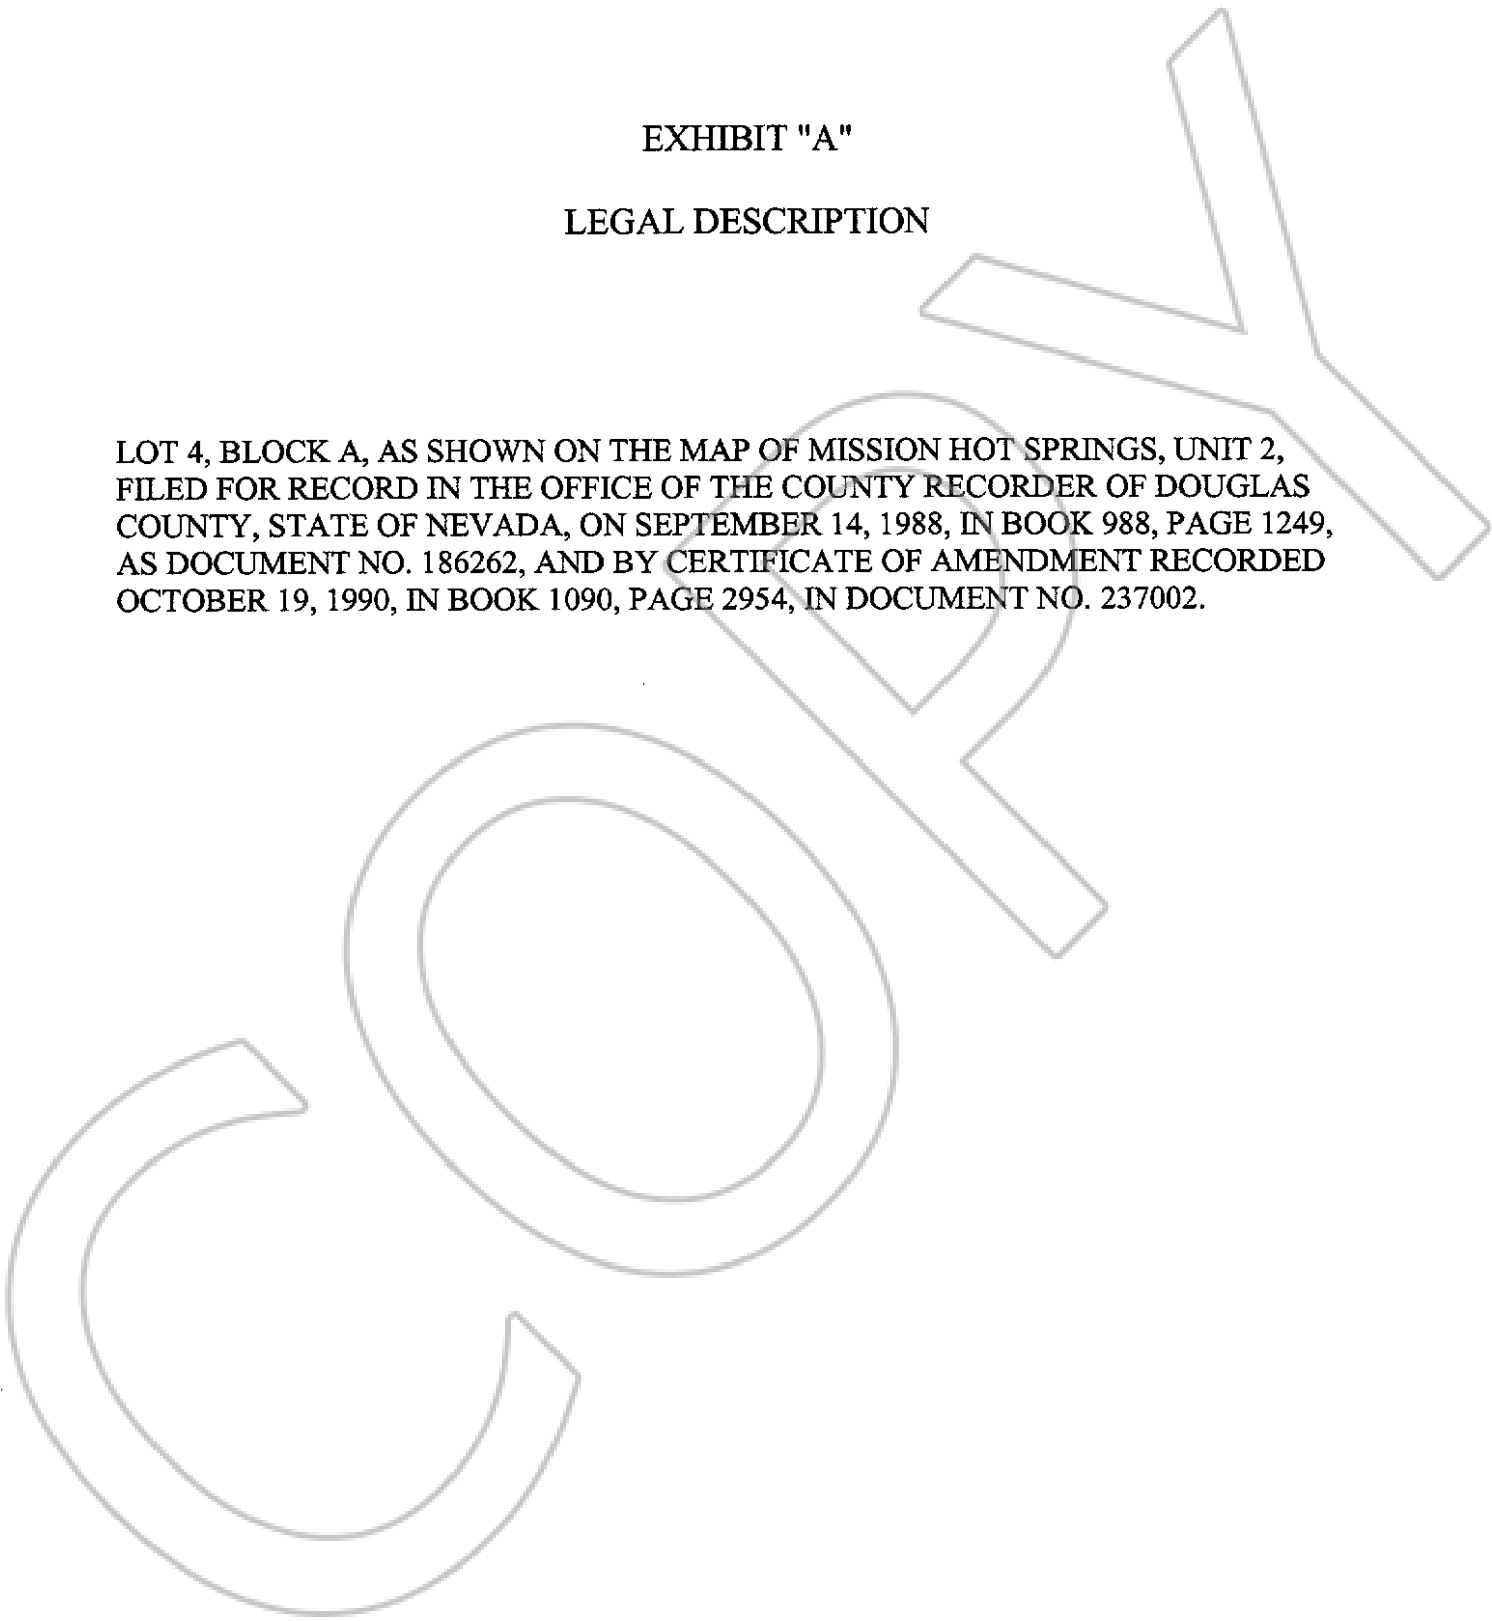 EXHIBIT "A"
LEGAL DESCRIPTION
LOT 4, BLOCK A, AS SHOWN ON THE MAP OF MISSION HOT SPRINGS, UNIT 2,
FILED FOR RECORD IN THE OFFICE OF THE COUNTY RECORDER OF DOUGLAS
COUNTY, STATE OF NEVADA, ON SEPTEMBER 14, 1988, IN BOOK 988, PAGE 1249,
AS DOCUMENT NO. 186262, AND BY CERTIFICATE OF AMENDMENT RECORDED
OCTOBER 19, 1990, IN BOOK 1090, PAGE 2954, IN DOCUMENT NO. 237002.
COPY